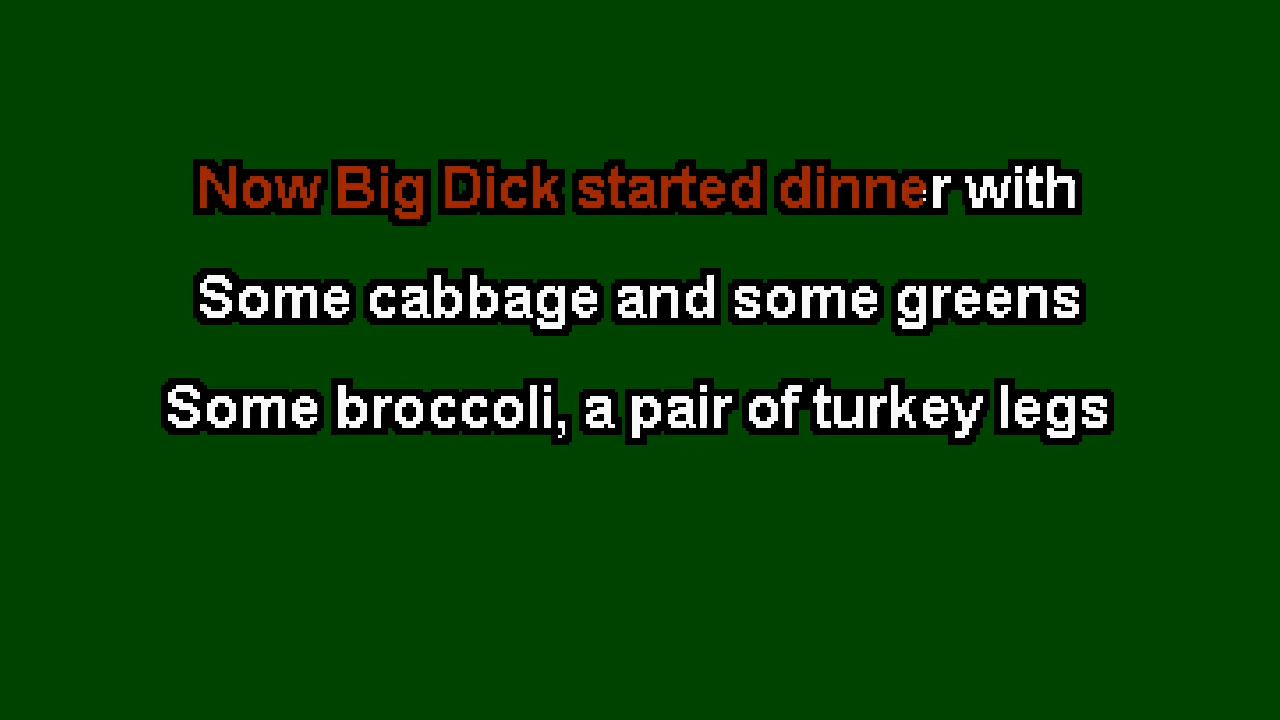 Now Big Dick started dinner with
Some cabbage and some greens
Some broccoli, a pair of turkey legs